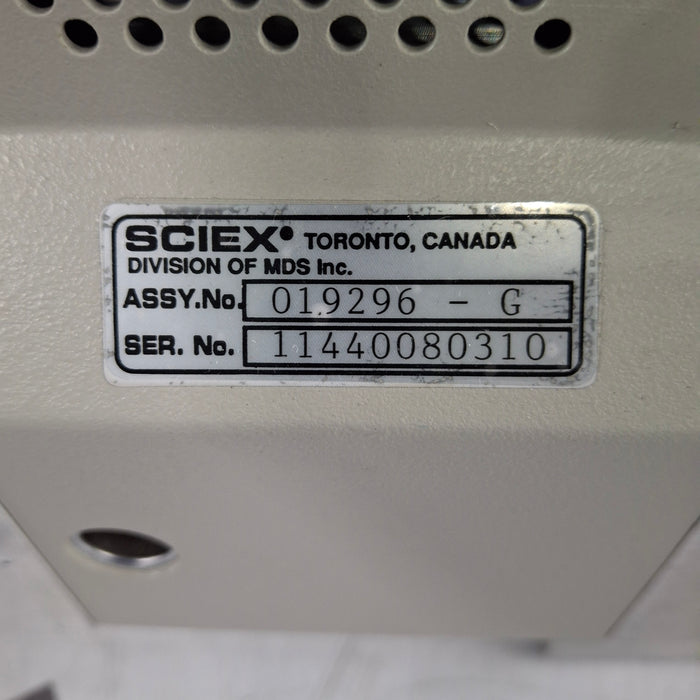 SCIEX® TORONTO, CANADA
DIVISION OF MDS Inc.
ASSY.No. 019296 - G
SER. No. 11440080310